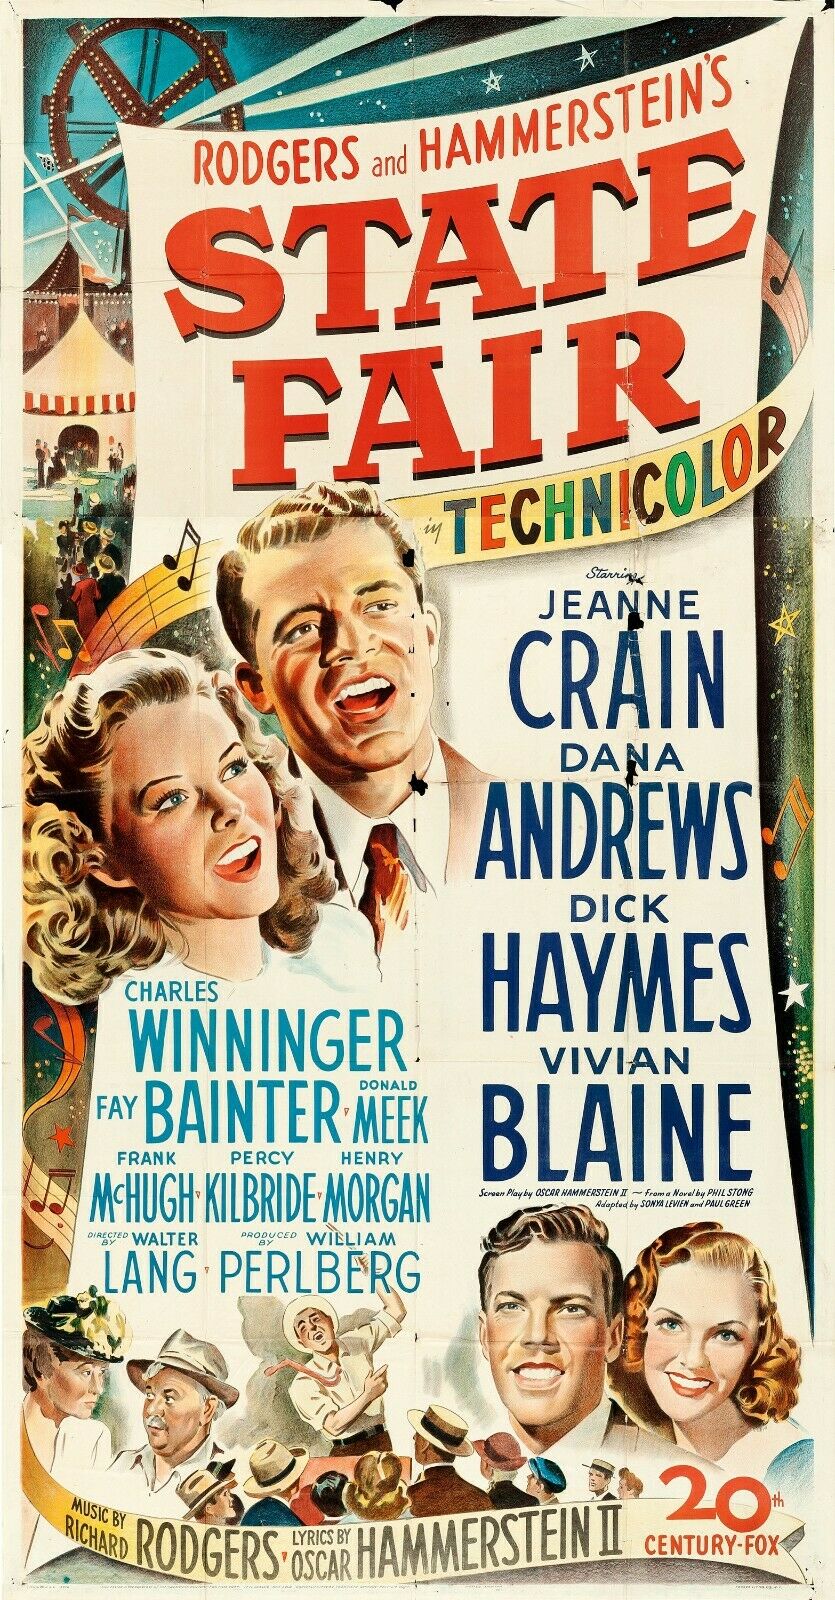 RODGERS and HAMMERSTEIN'S
STATE
FAIR
in TECHNICOLOR
Starring
JEANNE
CRAIN
DANA
ANDREWS
DICK
HAYMES
VIVIAN
BLAINE
Screen Play by OSCAR HAMMERSTEIN II ~ from a Novel by PHIL STONG
Adapted by SONYA LEVIEN and PAUL GREEN
CHARLES
WINNINGER
FAY BAINTER DONALD MEEK
FRANK PERCY HENRY
McHUGH KILBRIDE MORGAN
DIRECTED BY WALTER PRODUCED BY WILLIAM
LANG PERLBERG
MUSIC BY RICHARD RODGERS LYRICS BY OSCAR HAMMERSTEIN II
20th
CENTURY-FOX